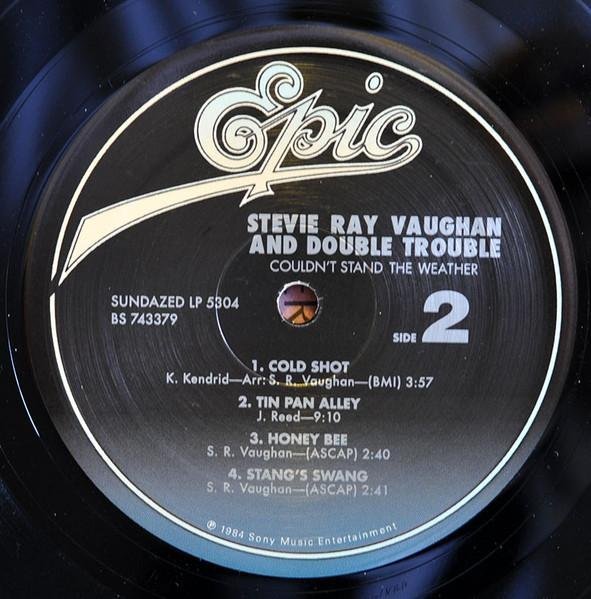 Epic
STEVIE RAY VAUGHAN
AND DOUBLE TROUBLE
COULDN'T STAND THE WEATHER
SUNDAZED LP 5304
BS 743379
SIDE 2
1. COLD SHOT
K. Kendrid—Arr: S. R. Vaughan—(BMI) 3:57
2. TIN PAN ALLEY
J. Reed—9:10
3. HONEY BEE
S. R. Vaughan—(ASCAP) 2:40
4. STANG'S SWANG
S. R. Vaughan—(ASCAP) 2:41
℗ 1984 Sony Music Entertainment